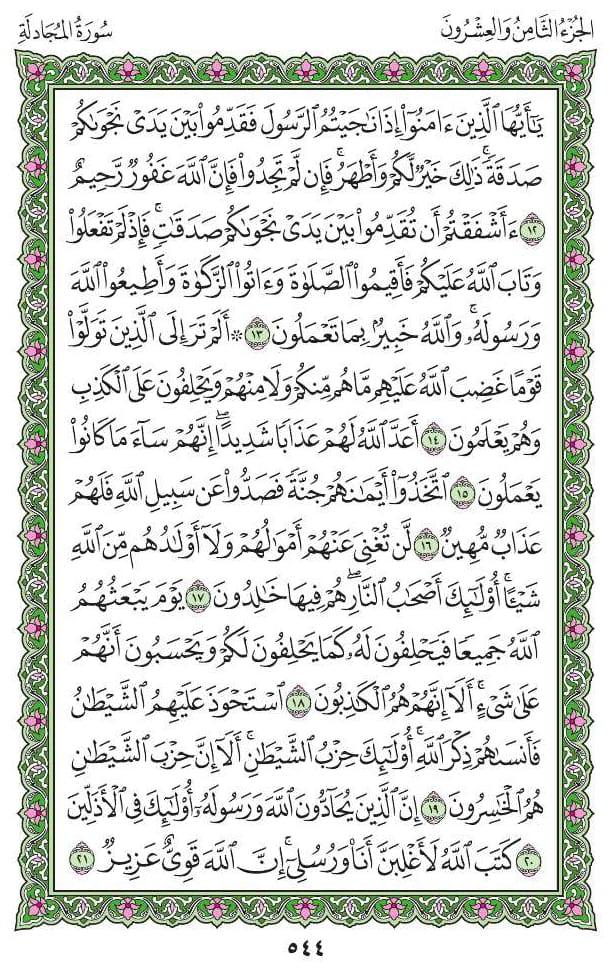 الجزء الثامن والعشرون
سورة المجادلة
يَٰٓأَيُّهَا ٱلَّذِينَ ءَامَنُوٓا۟ إِذَا نَٰجَيْتُمُ ٱلرَّسُولَ فَقَدِّمُوا۟ بَيْنَ يَدَىْ نَجْوَىٰكُمْ
صَدَقَةً ۚ ذَٰلِكَ خَيْرٌ لَّكُمْ وَأَطْهَرُ ۚ فَإِن لَّمْ تَجِدُوا۟ فَإِنَّ ٱللَّهَ غَفُورٌ رَّحِيمٌ
١٢ ءَأَشْفَقْتُمْ أَن تُقَدِّمُوا۟ بَيْنَ يَدَىْ نَجْوَىٰكُمْ صَدَقَٰتٍ ۚ فَإِذْ لَمْ تَفْعَلُوا۟
وَتَابَ ٱللَّهُ عَلَيْكُمْ فَأَقِيمُوا۟ ٱلصَّلَوٰةَ وَءَاتُوا۟ ٱلزَّكَوٰةَ وَأَطِيعُوا۟ ٱللَّهَ
وَرَسُولَهُۥ ۚ وَٱللَّهُ خَبِيرٌۢ بِمَا تَعْمَلُونَ ١٣ ۞ أَلَمْ تَرَ إِلَى ٱلَّذِينَ تَوَلَّوْا۟
قَوْمًا غَضِبَ ٱللَّهُ عَلَيْهِم مَّا هُم مِّنكُمْ وَلَا مِنْهُمْ وَيَحْلِفُونَ عَلَى ٱلْكَذِبِ
وَهُمْ يَعْلَمُونَ ١٤ أَعَدَّ ٱللَّهُ لَهُمْ عَذَابًا شَدِيدًا ۖ إِنَّهُمْ سَآءَ مَا كَانُوا۟
يَعْمَلُونَ ١٥ ٱتَّخَذُوٓا۟ أَيْمَٰنَهُمْ جُنَّةً فَصَدُّوا۟ عَن سَبِيلِ ٱللَّهِ فَلَهُمْ
عَذَابٌ مُّهِينٌ ١٦ لَّن تُغْنِىَ عَنْهُمْ أَمْوَٰلُهُمْ وَلَآ أَوْلَٰدُهُم مِّنَ ٱللَّهِ
شَيْـًٔا ۚ أُو۟لَٰٓئِكَ أَصْحَٰبُ ٱلنَّارِ ۖ هُمْ فِيهَا خَٰلِدُونَ ١٧ يَوْمَ يَبْعَثُهُمُ
ٱللَّهُ جَمِيعًا فَيَحْلِفُونَ لَهُۥ كَمَا يَحْلِفُونَ لَكُمْ ۖ وَيَحْسَبُونَ أَنَّهُمْ
عَلَىٰ شَىْءٍ ۚ أَلَآ إِنَّهُمْ هُمُ ٱلْكَٰذِبُونَ ١٨ ٱسْتَحْوَذَ عَلَيْهِمُ ٱلشَّيْطَٰنُ
فَأَنسَىٰهُمْ ذِكْرَ ٱللَّهِ ۚ أُو۟لَٰٓئِكَ حِزْبُ ٱلشَّيْطَٰنِ ۚ أَلَآ إِنَّ حِزْبَ ٱلشَّيْطَٰنِ
هُمُ ٱلْخَٰسِرُونَ ١٩ إِنَّ ٱلَّذِينَ يُحَآدُّونَ ٱللَّهَ وَرَسُولَهُۥٓ أُو۟لَٰٓئِكَ فِى ٱلْأَذَلِّينَ
٢٠ كَتَبَ ٱللَّهُ لَأَغْلِبَنَّ أَنَا۠ وَرُسُلِىٓ ۚ إِنَّ ٱللَّهَ قَوِىٌّ عَزِيزٌ ٢١
٥٤٤